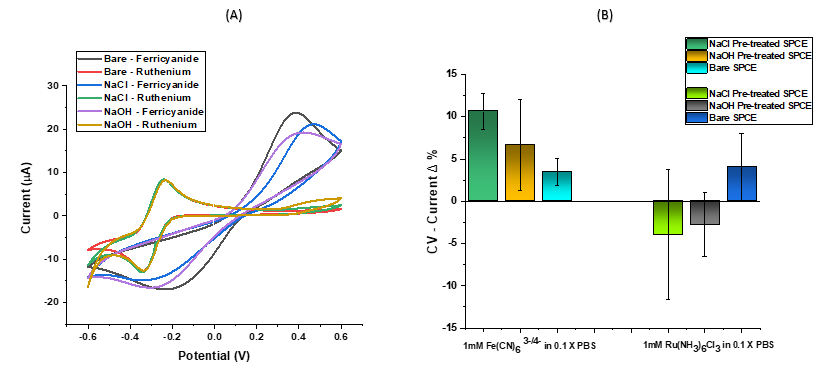 (A)
(B)
Bare - Ferricyanide
Bare - Ruthenium
NaCl - Ferricyanide
NaCl - Ruthenium
NaOH - Ferricyanide
NaOH - Ruthenium
30
20
10
0
-10
-20
Current (µA)
-0.6 -0.4 -0.2 0.0 0.2 0.4 0.6
Potential (V)
NaCl Pre-treated SPCE
NaOH Pre-treated SPCE
Bare SPCE
NaCl Pre-treated SPCE
NaOH Pre-treated SPCE
Bare SPCE
15
10
5
0
-5
-10
-15
CV - Current Δ %
1mM Fe(CN)6 3-/4- in 0.1 X PBS
1mM Ru(NH3)6Cl3 in 0.1 X PBS